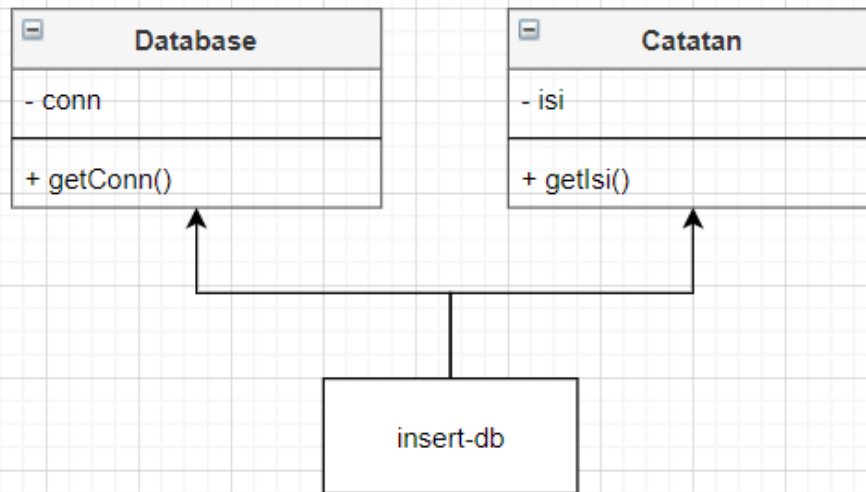 Database
- conn
+ getConn()
Catatan
- isi
+ getIsi()
insert-db